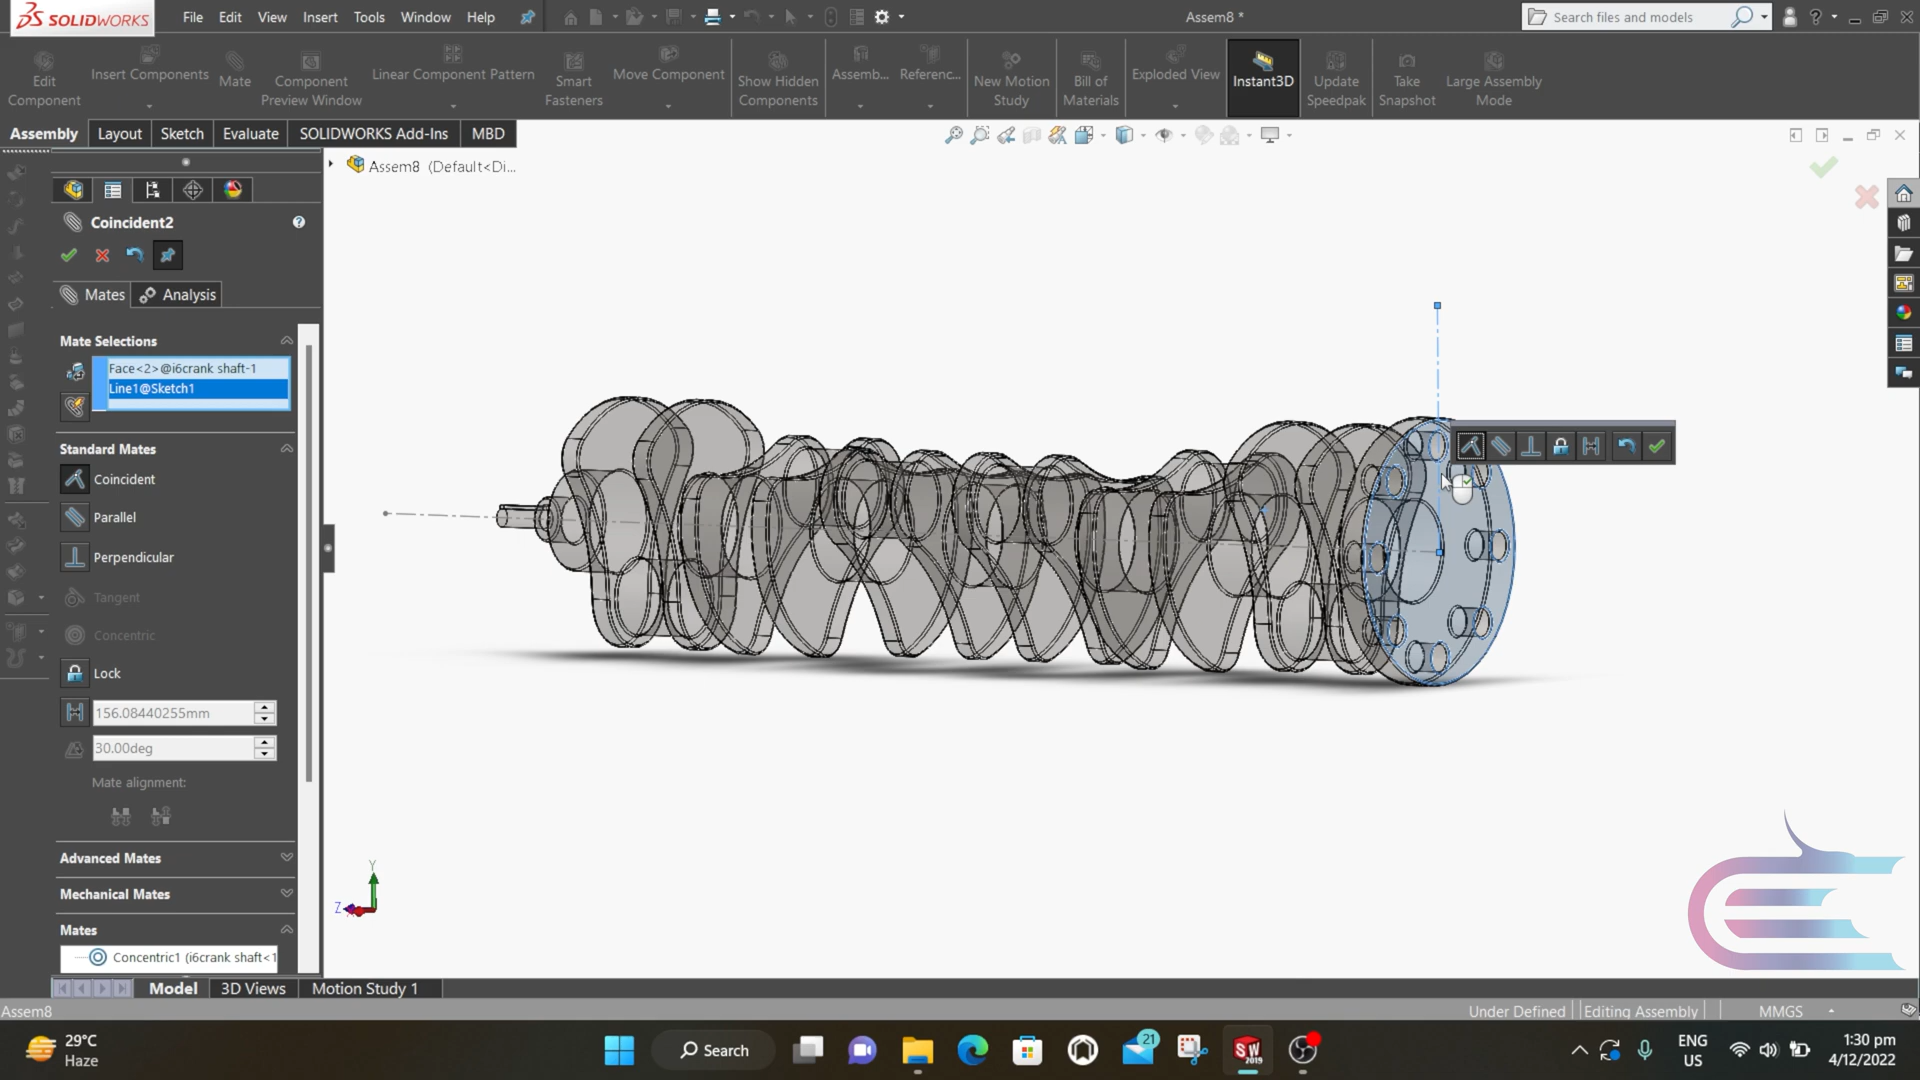 SOLIDWORKS
File Edit View Insert Tools Window Help
Assem8 *
Search files and models
Edit Component
Insert Components
Mate
Component Preview Window
Linear Component Pattern
Smart Fasteners
Move Component
Show Hidden Components
Assemb...
Referenc...
New Motion Study
Bill of Materials
Exploded View
Instant3D
Update Speedpak
Take Snapshot
Large Assembly Mode
Assembly Layout Sketch Evaluate SOLIDWORKS Add-Ins MBD
Assem8 (Default<Di...
Coincident2
Mates Analysis
Mate Selections
Face<2>@i6crank shaft-1
Line1@Sketch1
Standard Mates
Coincident
Parallel
Perpendicular
Tangent
Concentric
Lock
156.08440255mm
30.00deg
Mate alignment:
Advanced Mates
Mechanical Mates
Mates
Concentric1 (i6crank shaft<1
Y
Z
Model 3D Views Motion Study 1
Assem8
Under Defined Editing Assembly MMGS
29°C
Haze
Search
21
SW
2019
ENG
US
1:30 pm
4/12/2022